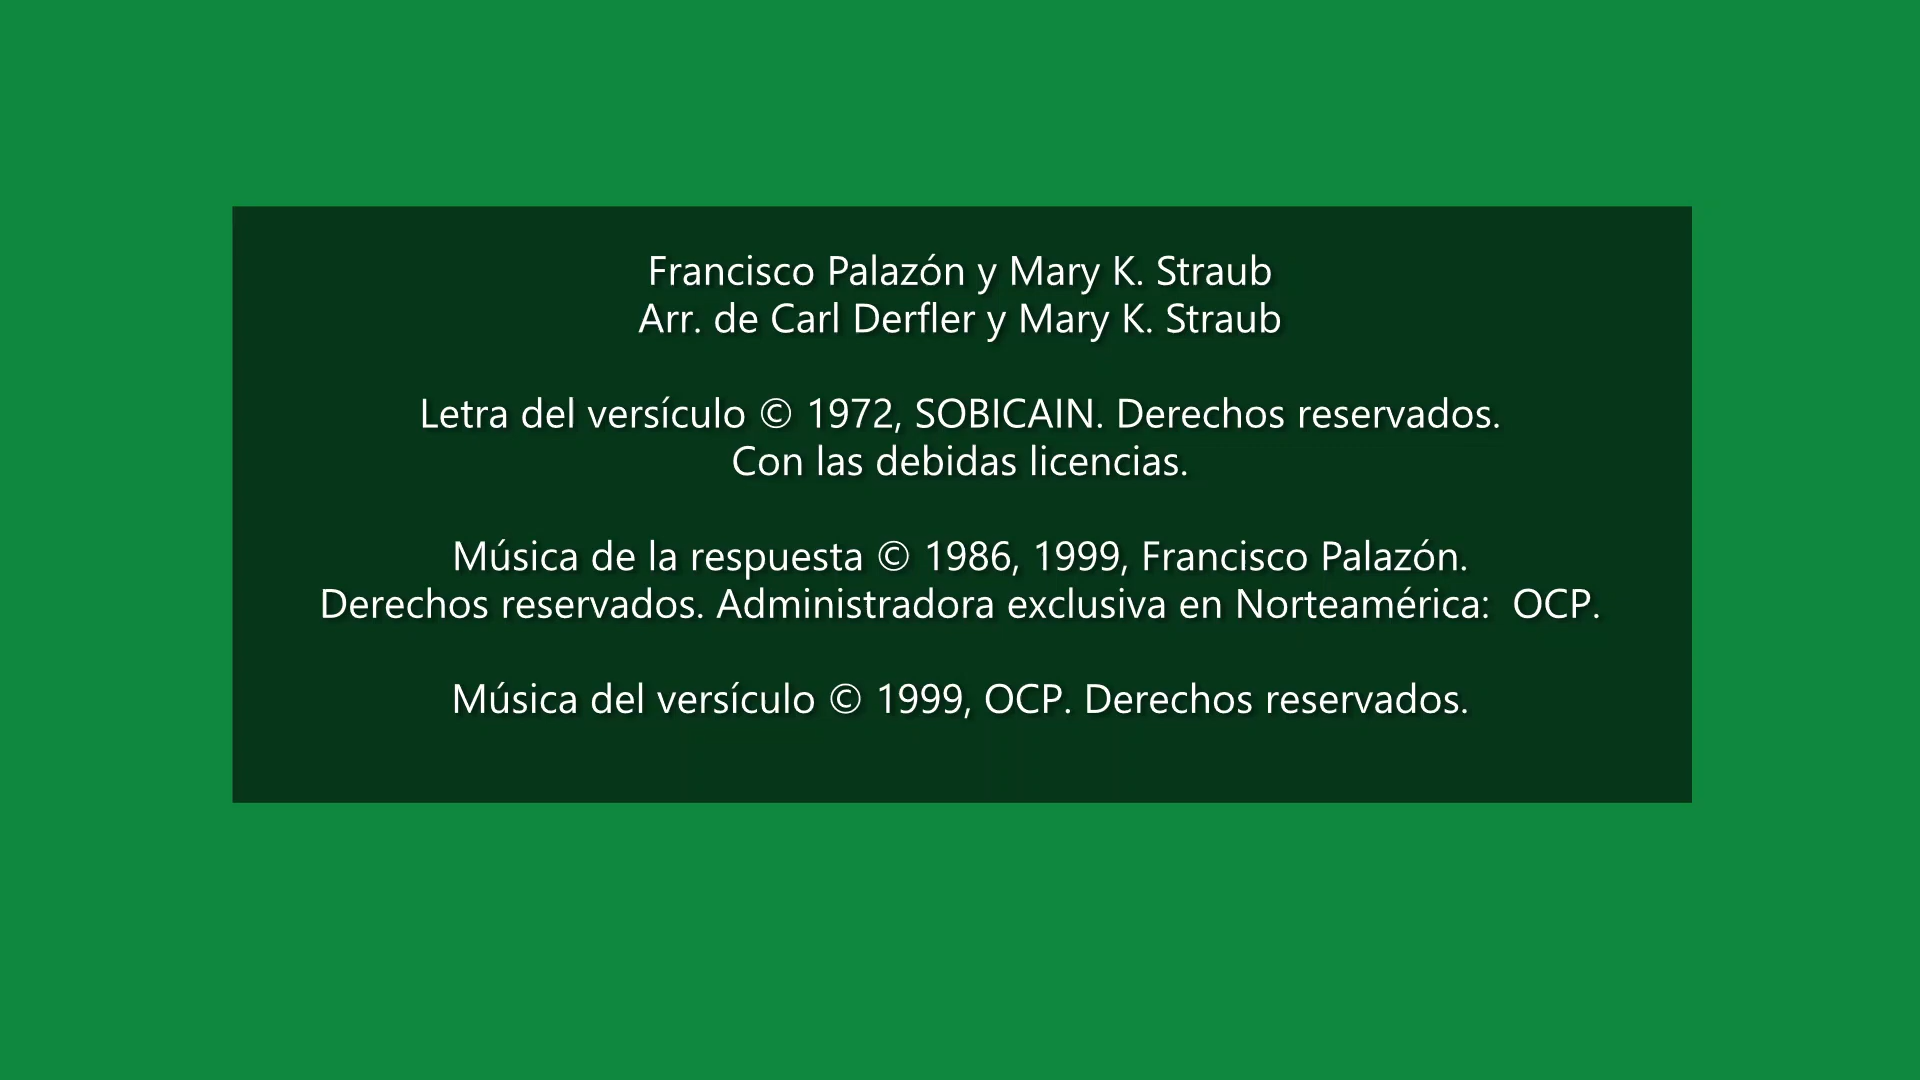 Francisco Palazón y Mary K. Straub
Arr. de Carl Derfler y Mary K. Straub
Letra del versículo © 1972, SOBICAIN. Derechos reservados.
Con las debidas licencias.
Música de la respuesta © 1986, 1999, Francisco Palazón.
Derechos reservados. Administradora exclusiva en Norteamérica:  OCP.
Música del versículo © 1999, OCP. Derechos reservados.